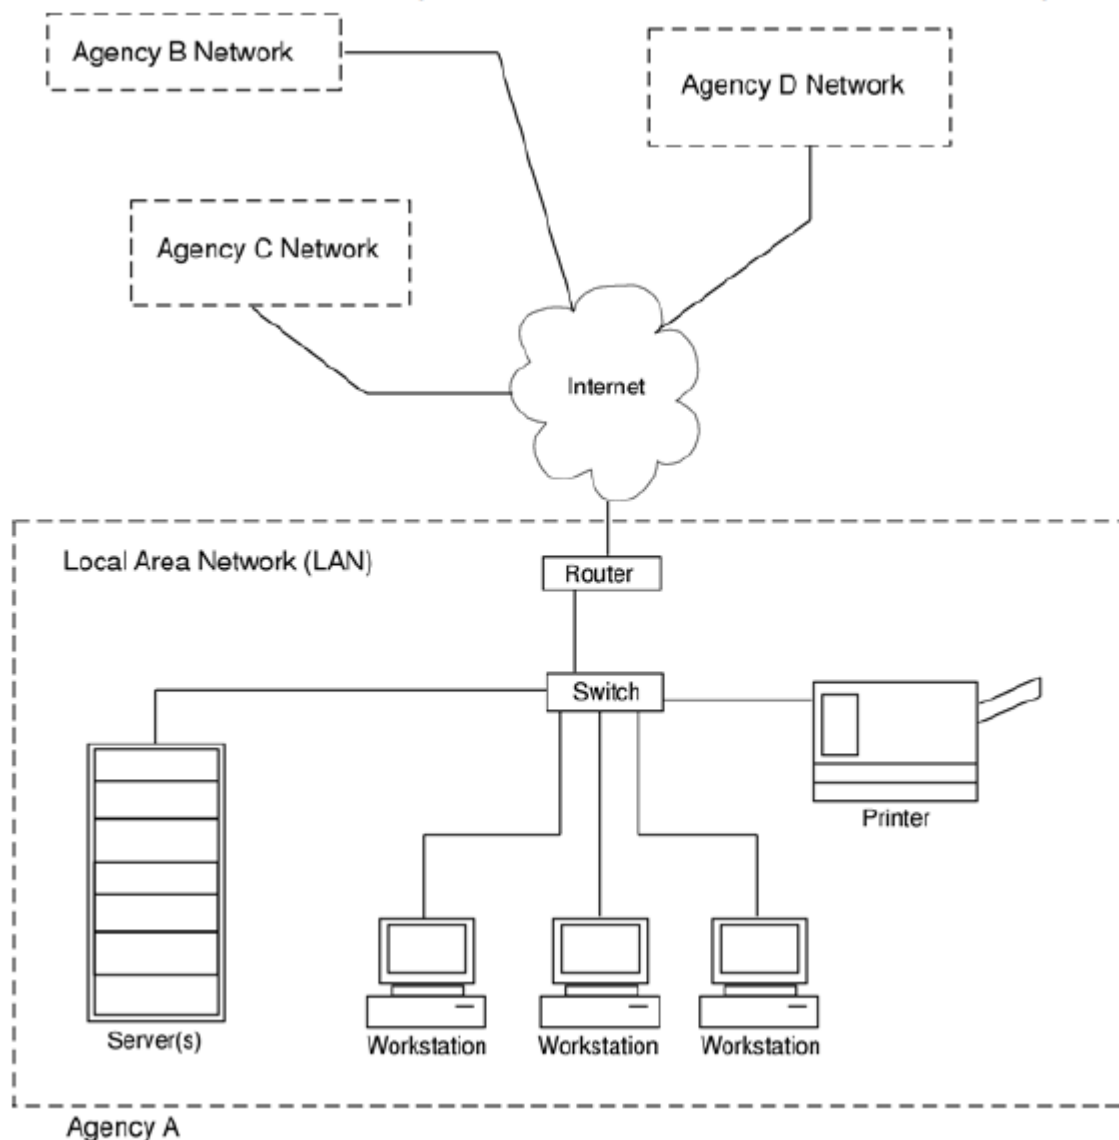 Agency B Network
Agency D Network
Agency C Network
Internet
Local Area Network (LAN)
Router
Switch
Printer
Server(s)
Workstation
Workstation
Workstation
Agency A